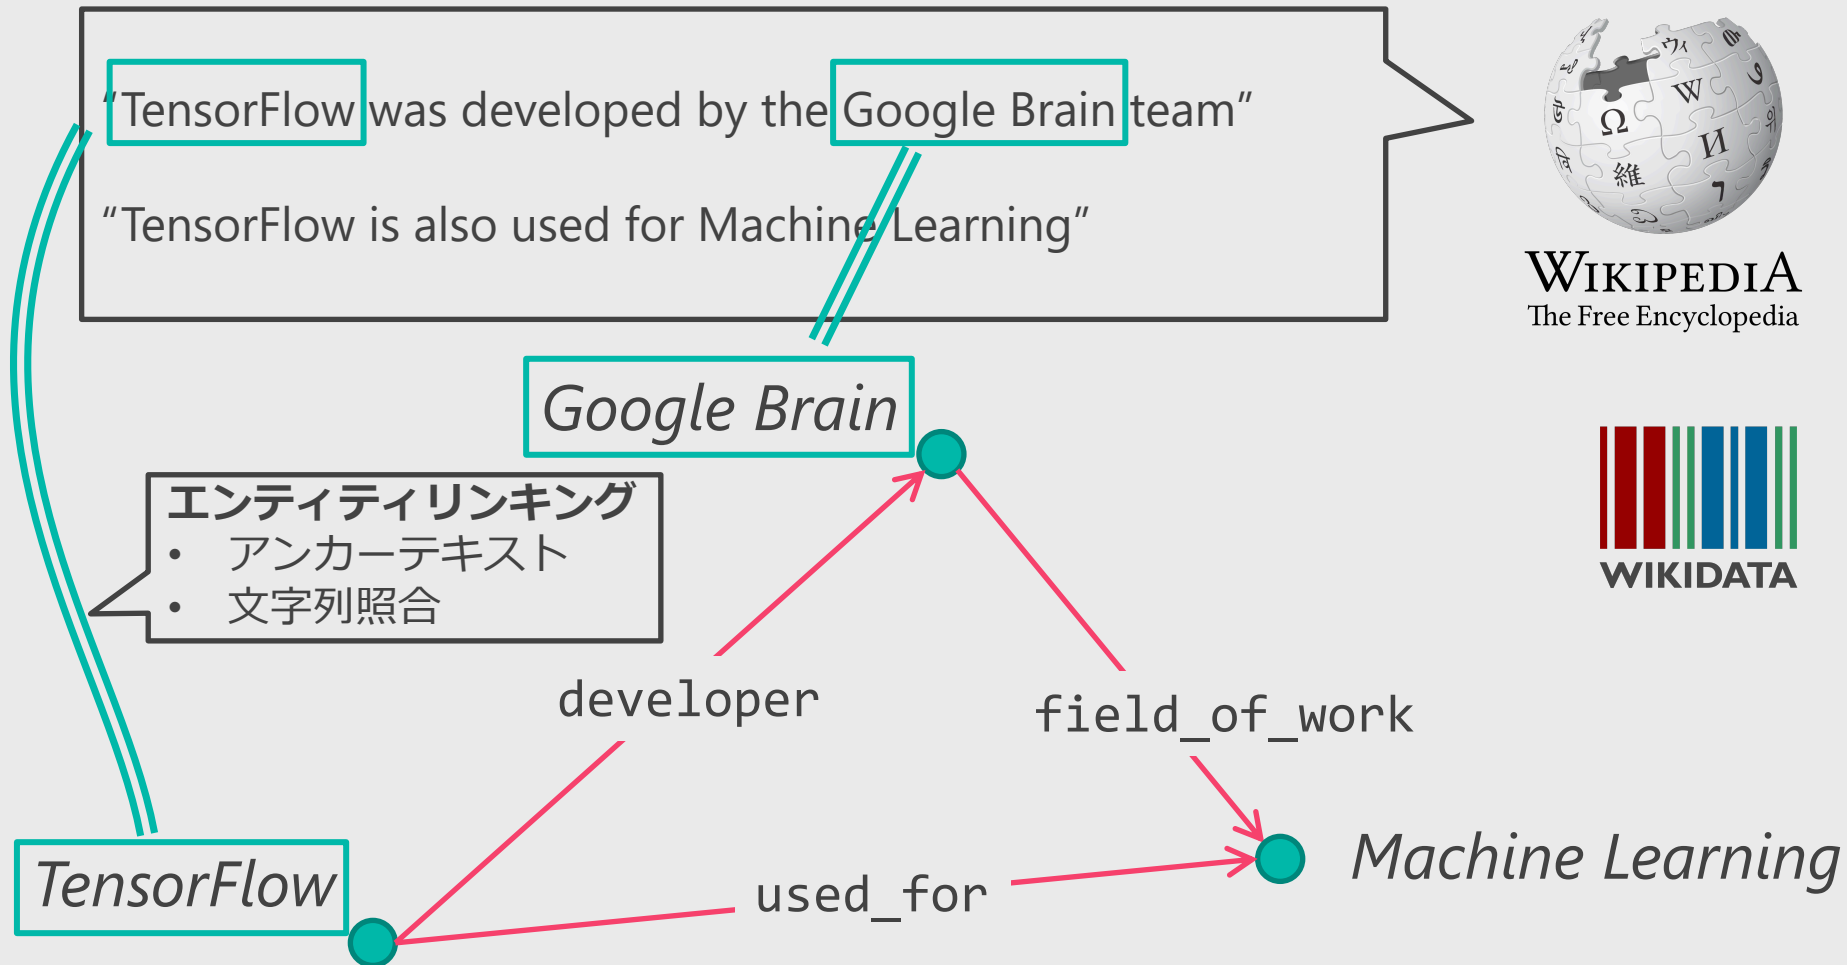 “TensorFlow was developed by the Google Brain team”
“TensorFlow is also used for Machine Learning”
WIKIPEDIA
The Free Encyclopedia
Google Brain
エンティティリンキング
• アンカーテキスト
• 文字列照合
WIKIDATA
developer
field_of_work
TensorFlow
used_for
Machine Learning